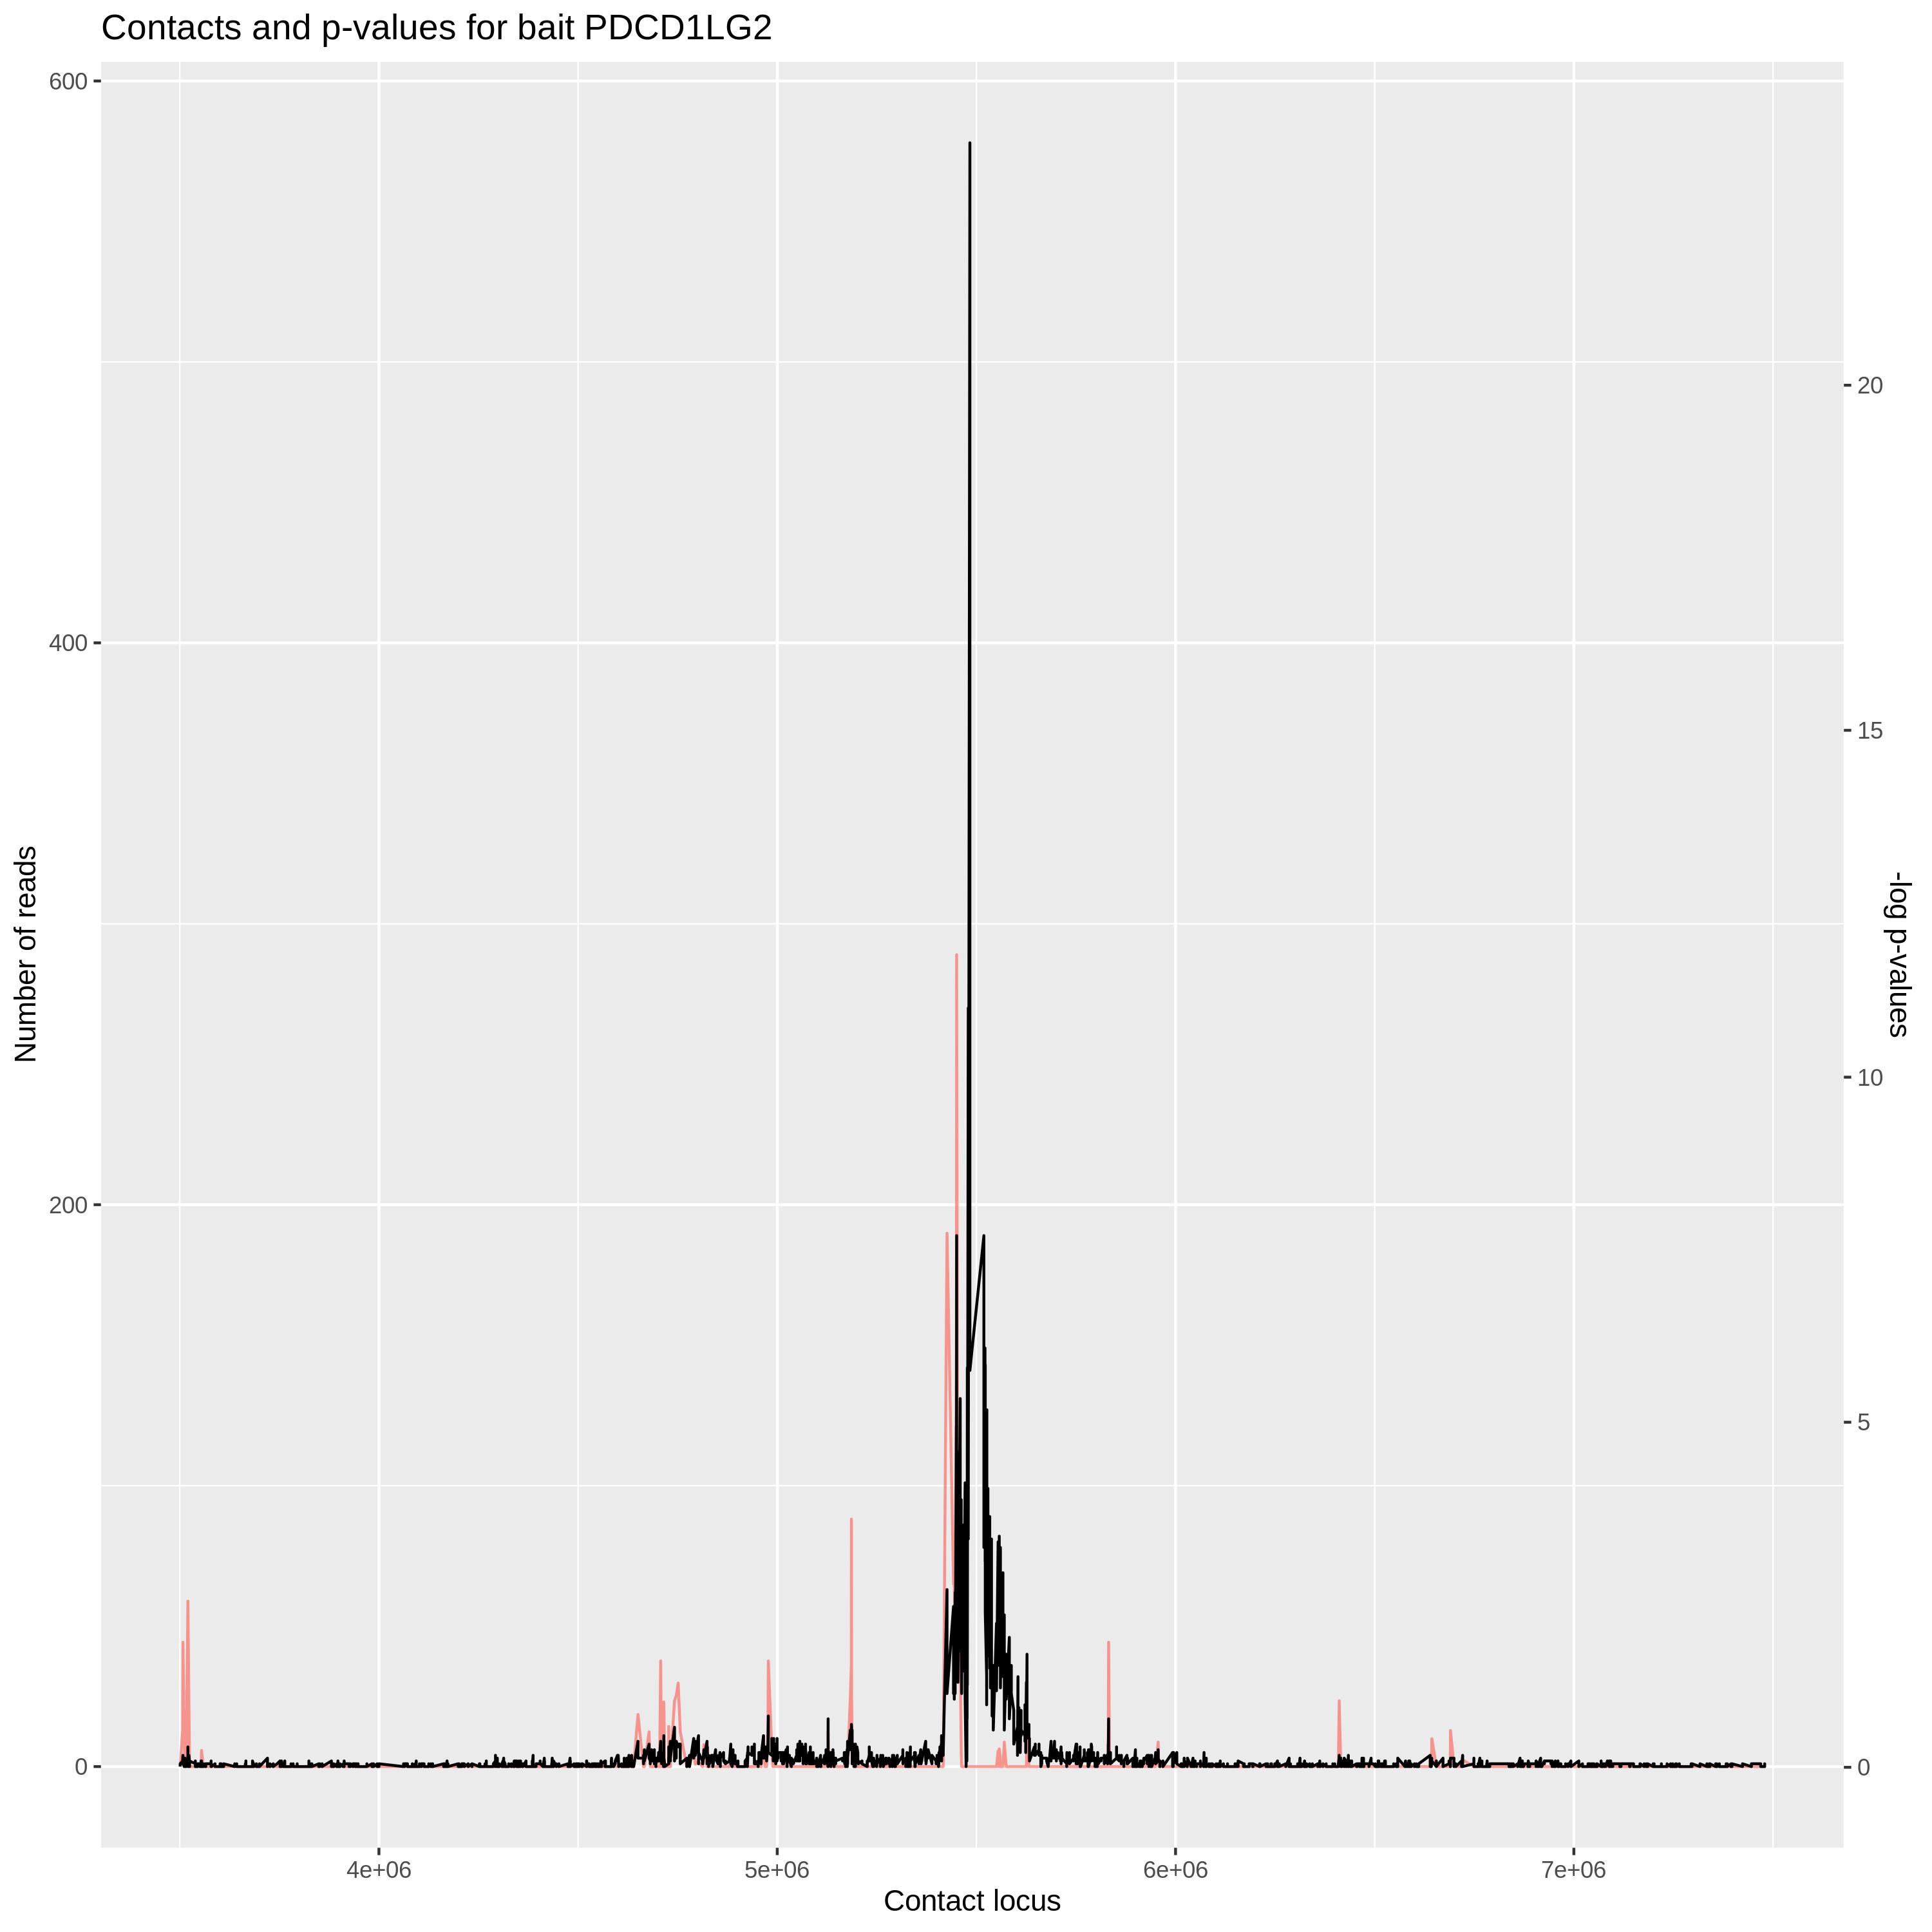 Contacts and p-values for bait PDCD1LG2
600
400
200
0
Number of reads
20
15
10
5
0
-log p-values
4e+06
5e+06
6e+06
7e+06
Contact locus